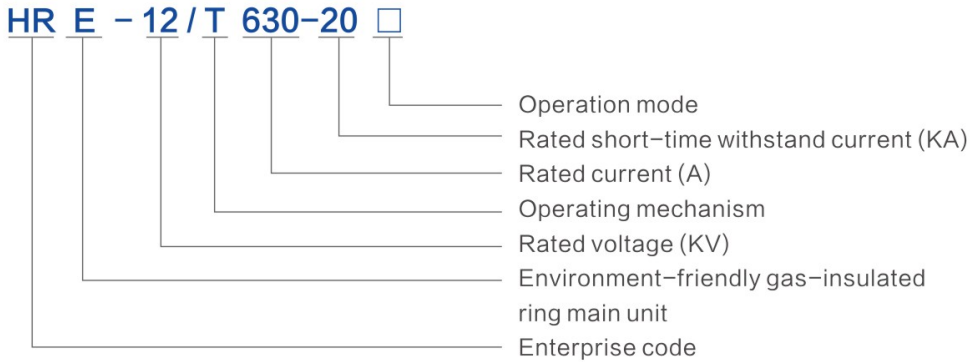 HR E - 12 / T 630-20 □
Operation mode
Rated short-time withstand current (KA)
Rated current (A)
Operating mechanism
Rated voltage (KV)
Environment-friendly gas-insulated
ring main unit
Enterprise code